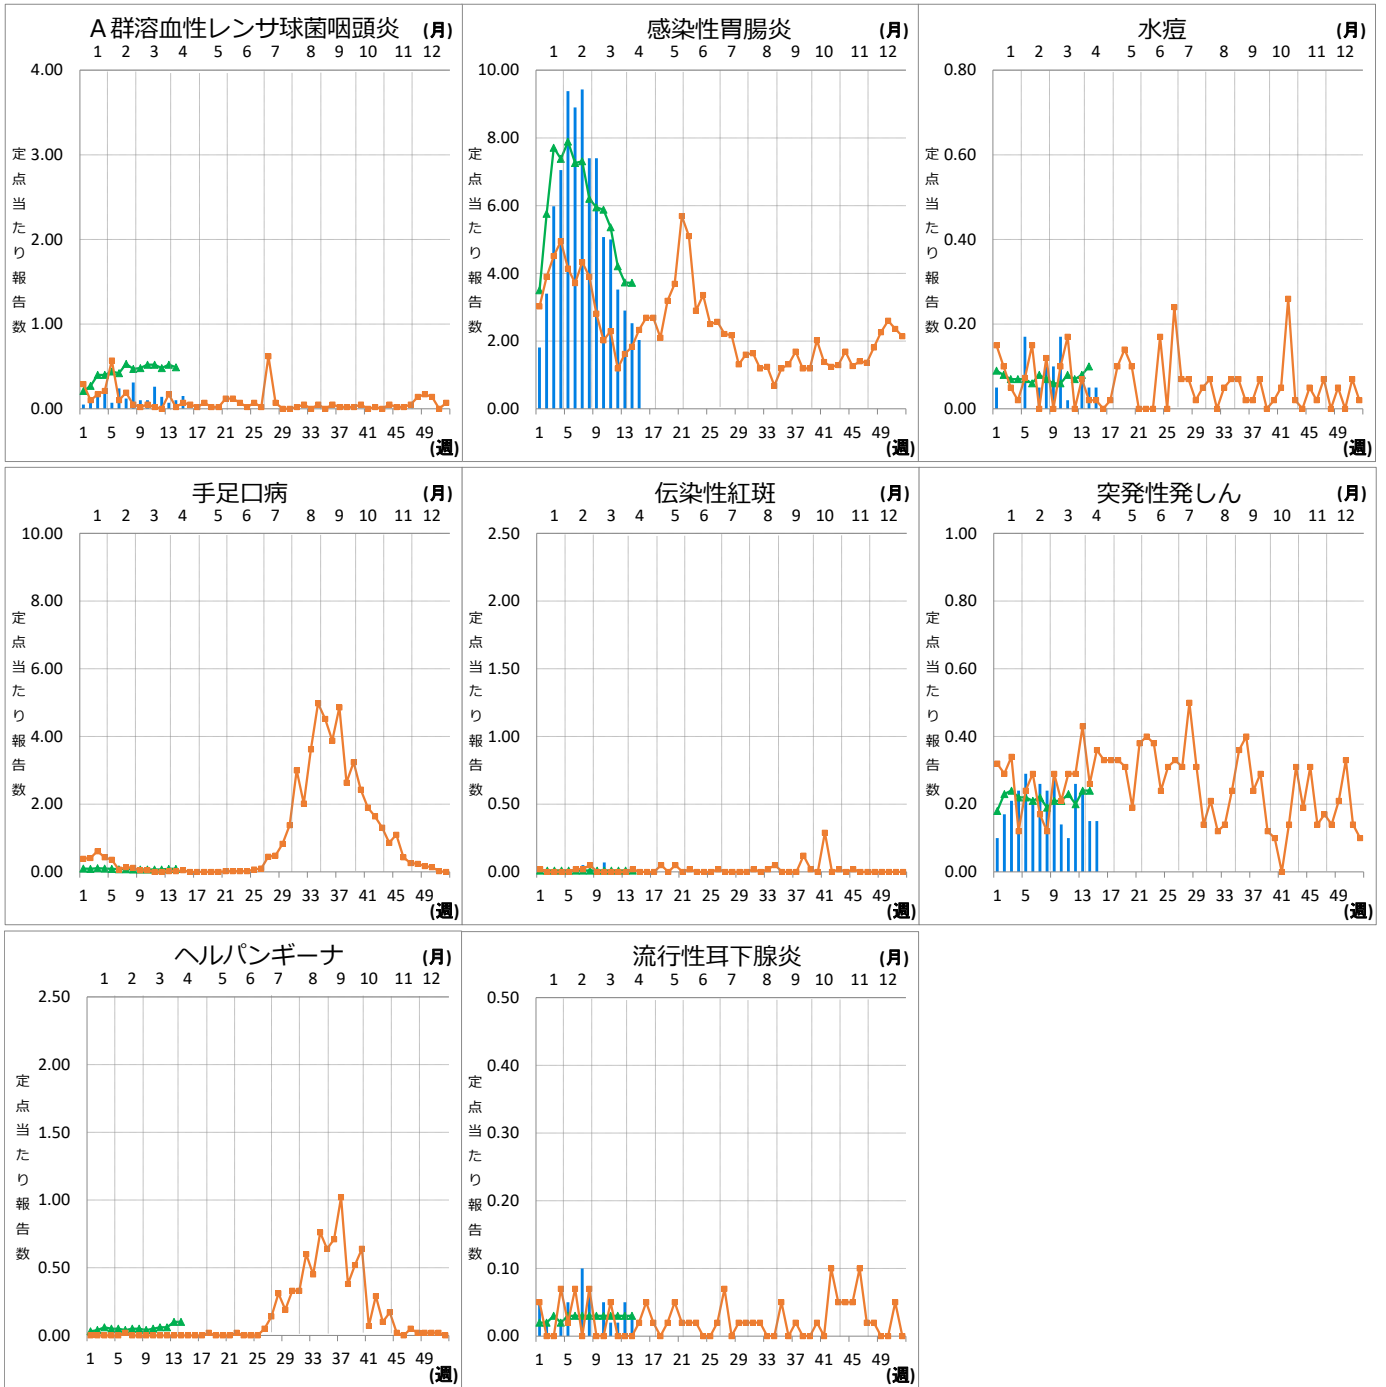 A群溶血性レンサ球菌咽頭炎 (月)
1 2 3 4 5 6 7 8 9 10 11 12
4.00
3.00
2.00
1.00
0.00
定点当たり報告数
1 5 9 13 17 21 25 29 33 37 41 45 49
(週)
感染性胃腸炎 (月)
1 2 3 4 5 6 7 8 9 10 11 12
10.00
8.00
6.00
4.00
2.00
0.00
定点当たり報告数
1 5 9 13 17 21 25 29 33 37 41 45 49
(週)
水痘 (月)
1 2 3 4 5 6 7 8 9 10 11 12
0.80
0.60
0.40
0.20
0.00
定点当たり報告数
1 5 9 13 17 21 25 29 33 37 41 45 49
(週)
手足口病 (月)
1 2 3 4 5 6 7 8 9 10 11 12
10.00
8.00
6.00
4.00
2.00
0.00
定点当たり報告数
1 5 9 13 17 21 25 29 33 37 41 45 49
(週)
伝染性紅斑 (月)
1 2 3 4 5 6 7 8 9 10 11 12
2.50
2.00
1.50
1.00
0.50
0.00
定点当たり報告数
1 5 9 13 17 21 25 29 33 37 41 45 49
(週)
突発性発しん (月)
1 2 3 4 5 6 7 8 9 10 11 12
1.00
0.80
0.60
0.40
0.20
0.00
定点当たり報告数
1 5 9 13 17 21 25 29 33 37 41 45 49
(週)
ヘルパンギーナ (月)
1 2 3 4 5 6 7 8 9 10 11 12
2.50
2.00
1.50
1.00
0.50
0.00
定点当たり報告数
1 5 9 13 17 21 25 29 33 37 41 45 49
(週)
流行性耳下腺炎 (月)
1 2 3 4 5 6 7 8 9 10 11 12
0.50
0.40
0.30
0.20
0.10
0.00
定点当たり報告数
1 5 9 13 17 21 25 29 33 37 41 45 49
(週)